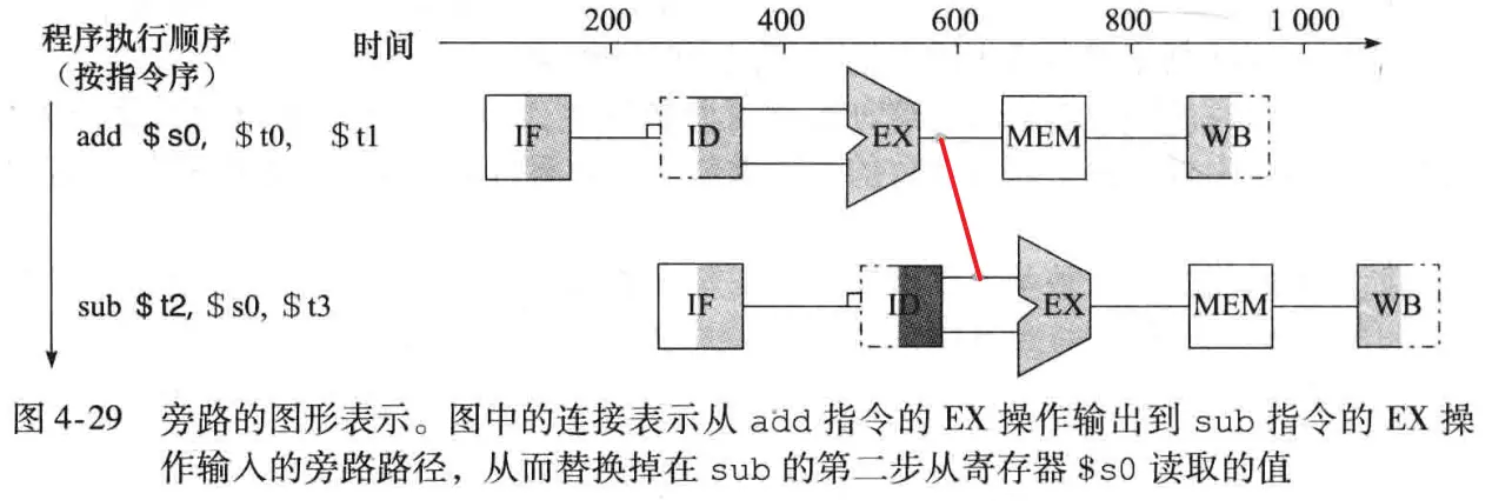 200 400 600 800 1 000
程序执行顺序 时间
(按指令序)
add $s0, $t0, $t1 IF ID EX MEM WB
sub $t2, $s0, $t3 IF ID EX MEM WB
图 4-29 旁路的图形表示。图中的连接表示从 add 指令的 EX 操作输出到 sub 指令的 EX 操
作输入的旁路路径，从而替换掉在 sub 的第二步从寄存器 $s0 读取的值